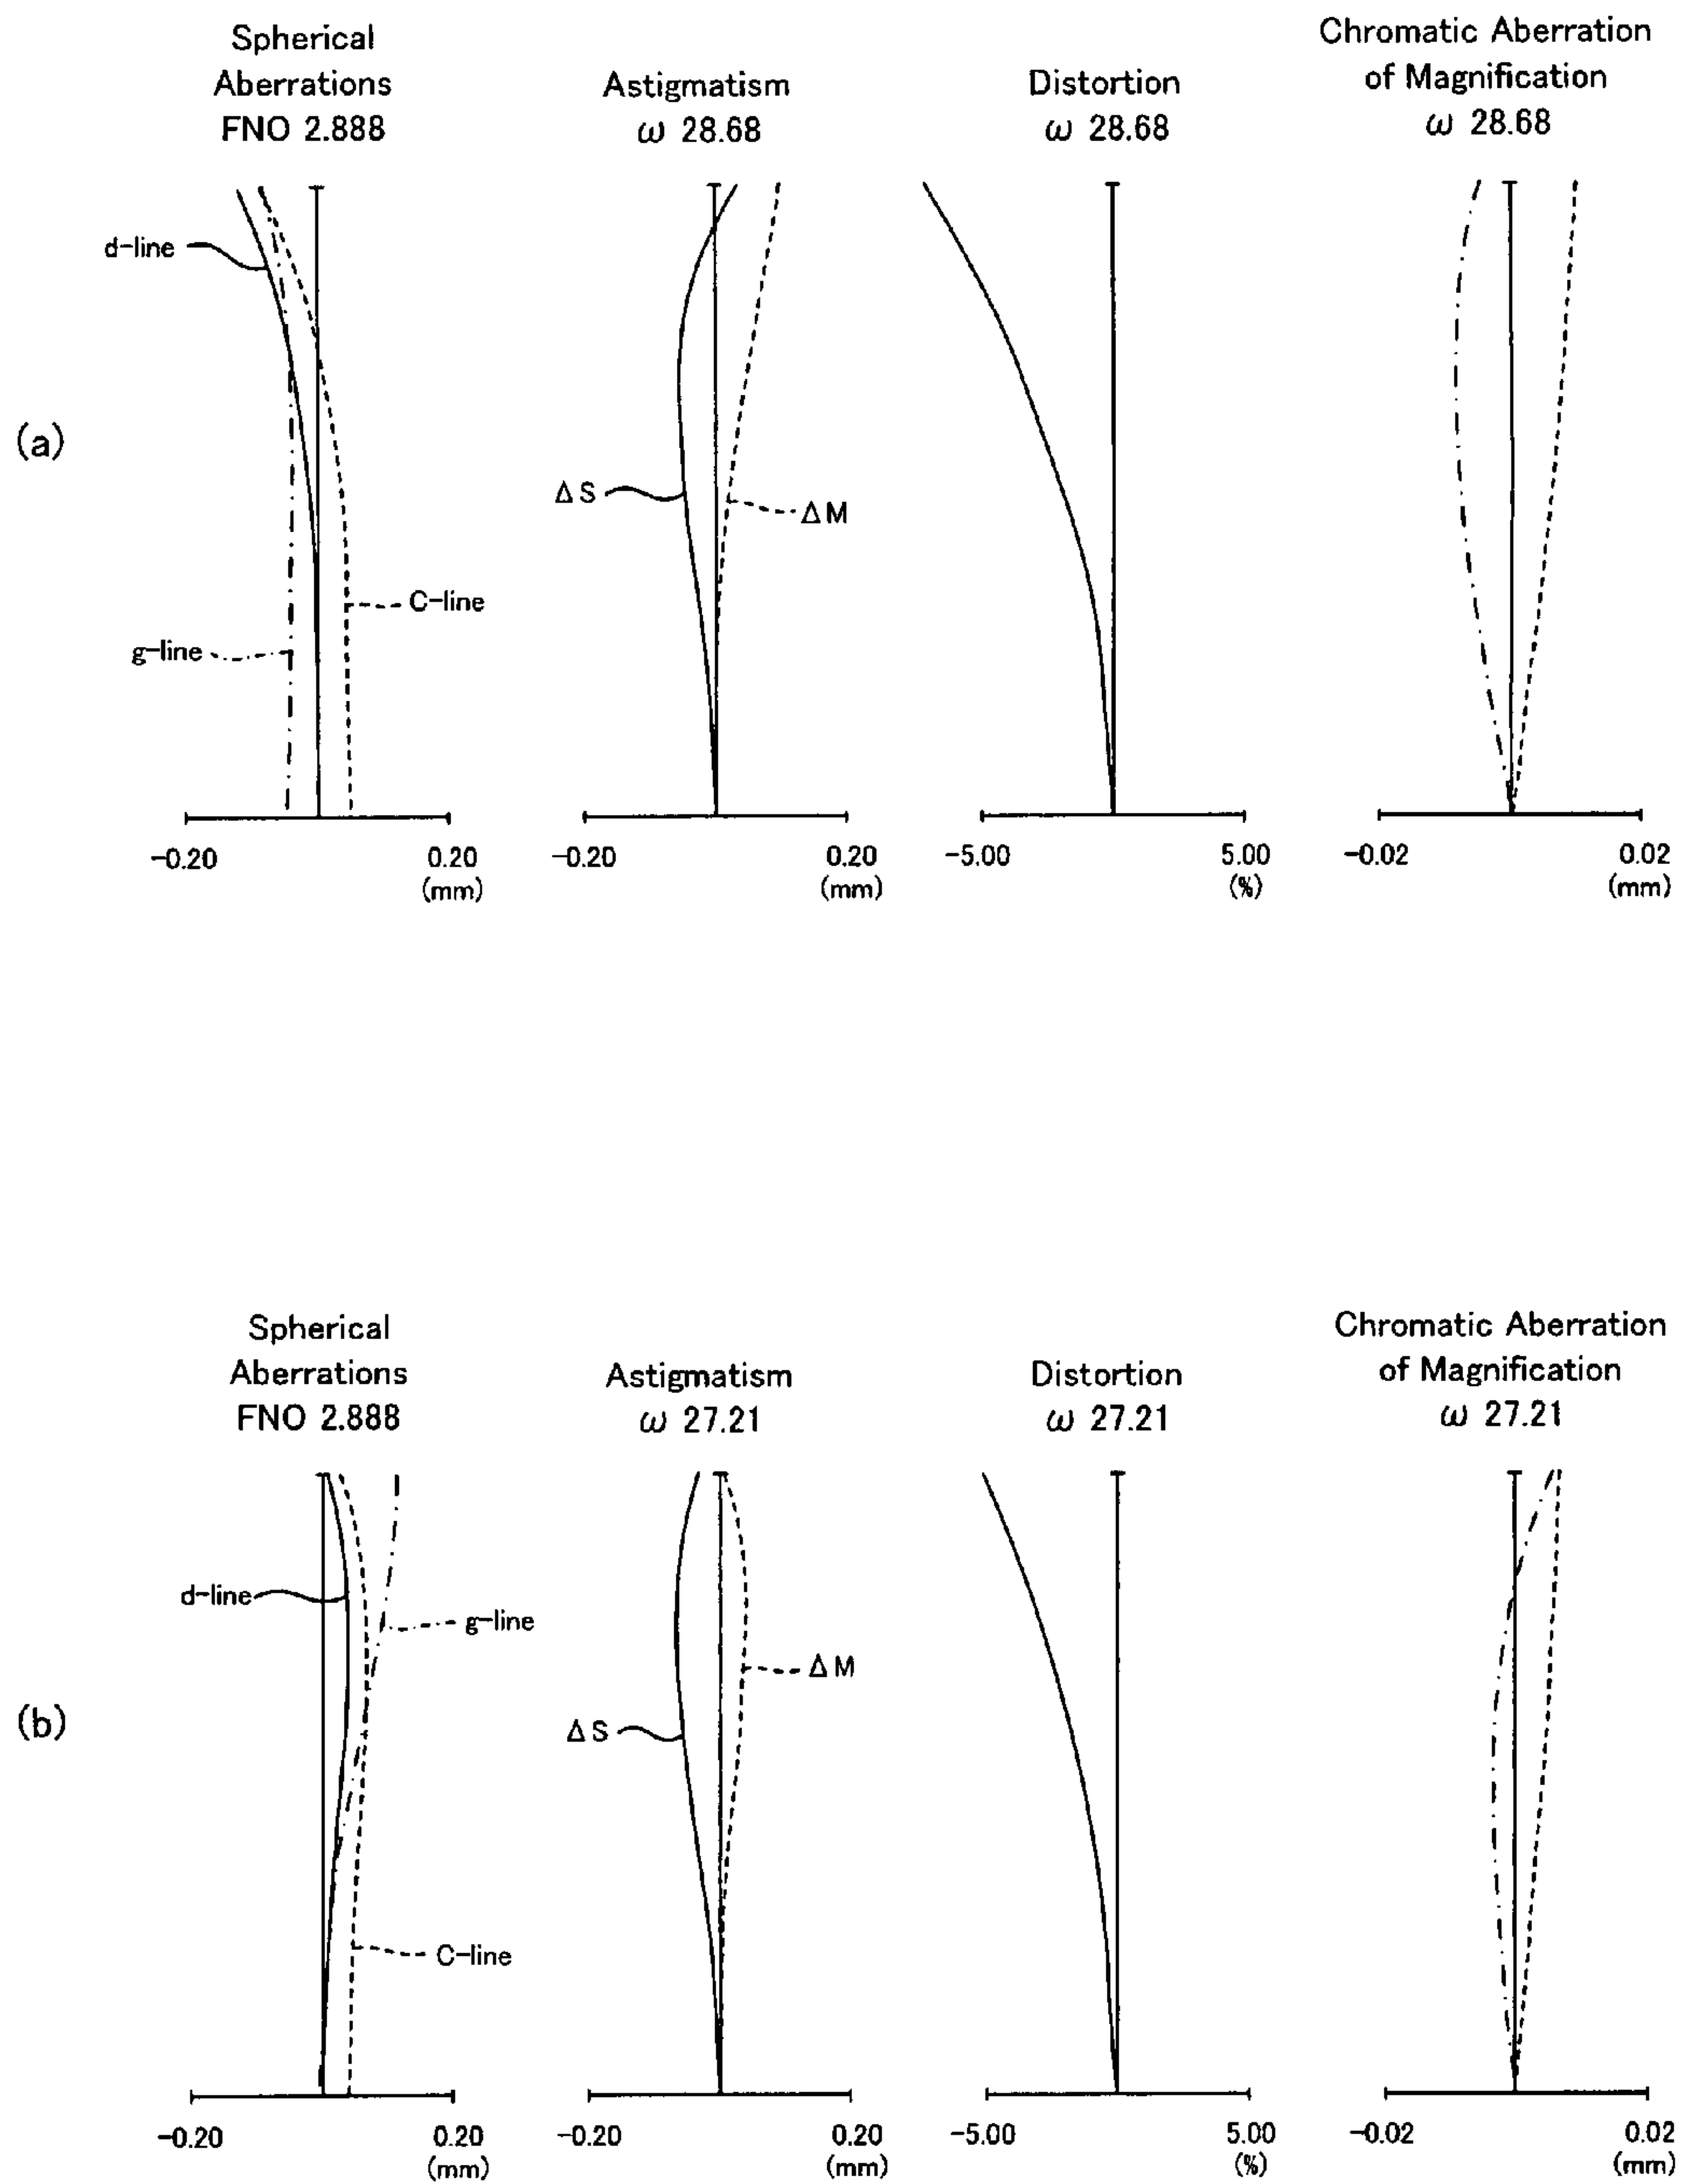 Spherical
Aberrations
FNO 2.888
Astigmatism
ω 28.68
Distortion
ω 28.68
Chromatic Aberration
of Magnification
ω 28.68
(a)
d-line
g-line
C-line
ΔS
ΔM
-0.20
0.20
(mm)
-0.20
0.20
(mm)
-5.00
5.00
(%)
-0.02
0.02
(mm)
Spherical
Aberrations
FNO 2.888
Astigmatism
ω 27.21
Distortion
ω 27.21
Chromatic Aberration
of Magnification
ω 27.21
(b)
d-line
g-line
C-line
ΔM
ΔS
-0.20
0.20
(mm)
-0.20
0.20
(mm)
-5.00
5.00
(%)
-0.02
0.02
(mm)